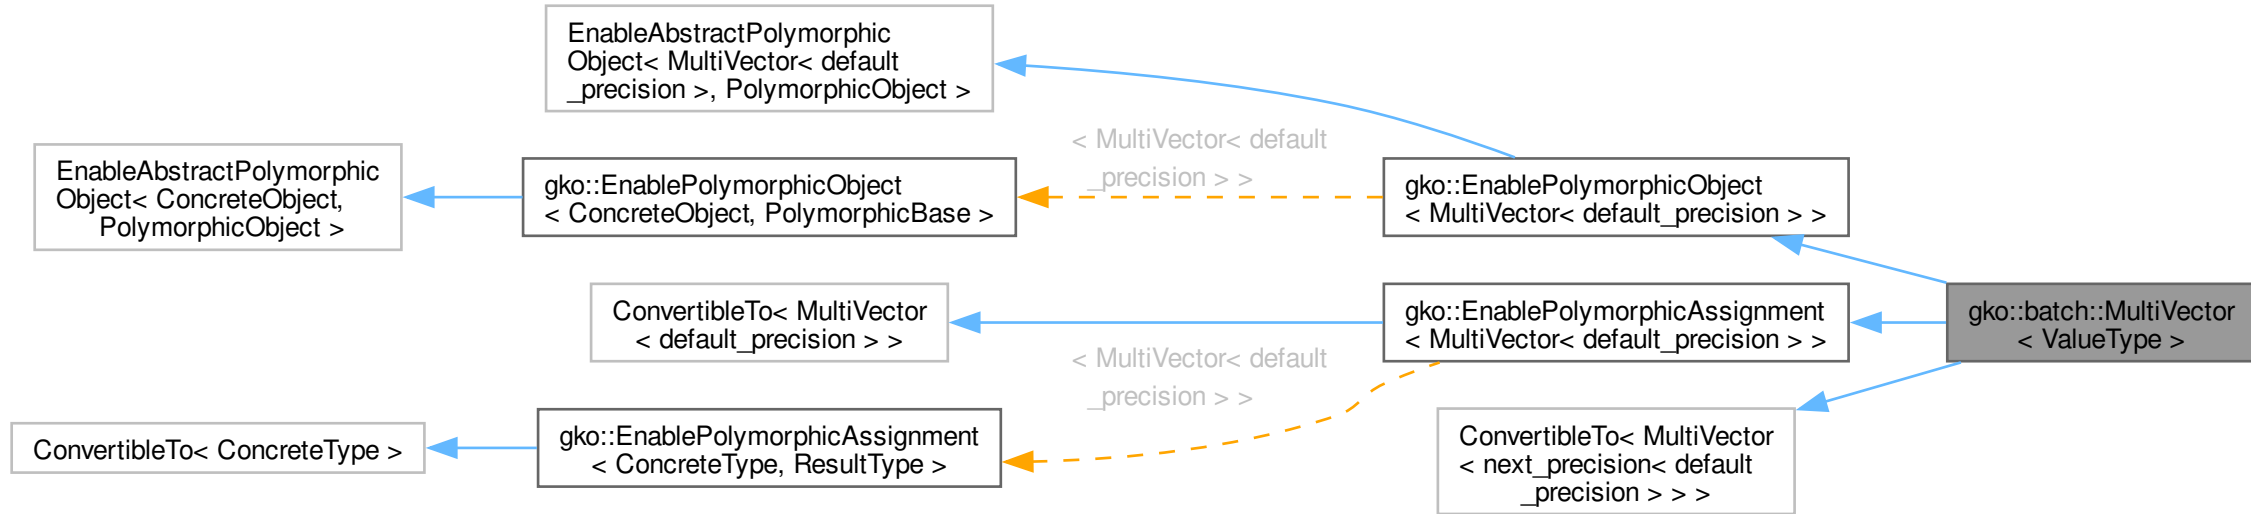 EnableAbstractPolymorphic
Object< MultiVector< default
_precision >, PolymorphicObject >
< MultiVector< default
_precision > >
EnableAbstractPolymorphic
Object< ConcreteObject,
PolymorphicObject >
gko::EnablePolymorphicObject
< ConcreteObject, PolymorphicBase >
gko::EnablePolymorphicObject
< MultiVector< default_precision > >
ConvertibleTo< MultiVector
< default_precision > >
gko::EnablePolymorphicAssignment
< MultiVector< default_precision > >
gko::batch::MultiVector
< ValueType >
< MultiVector< default
_precision > >
ConvertibleTo< ConcreteType >
gko::EnablePolymorphicAssignment
< ConcreteType, ResultType >
ConvertibleTo< MultiVector
< next_precision< default
_precision > > >